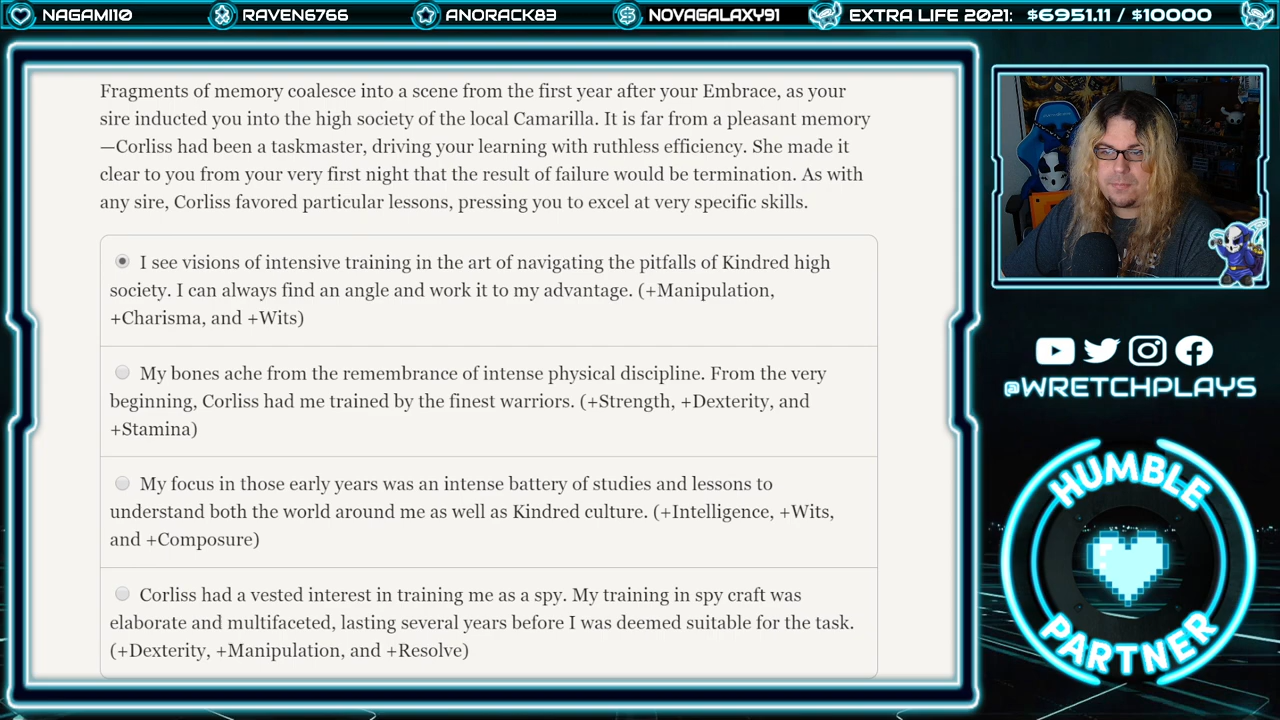 NAGAMI10
RAVEN6766
ANORACK83
NOVAGALAXY91
EXTRA LIFE 2021: $6951.11 / $10000
Fragments of memory coalesce into a scene from the first year after your Embrace, as your
sire inducted you into the high society of the local Camarilla. It is far from a pleasant memory
—Corliss had been a taskmaster, driving your learning with ruthless efficiency. She made it
clear to you from your very first night that the result of failure would be termination. As with
any sire, Corliss favored particular lessons, pressing you to excel at very specific skills.
I see visions of intensive training in the art of navigating the pitfalls of Kindred high
society. I can always find an angle and work it to my advantage. (+Manipulation,
+Charisma, and +Wits)
My bones ache from the remembrance of intense physical discipline. From the very
beginning, Corliss had me trained by the finest warriors. (+Strength, +Dexterity, and
+Stamina)
My focus in those early years was an intense battery of studies and lessons to
understand both the world around me as well as Kindred culture. (+Intelligence, +Wits,
and +Composure)
Corliss had a vested interest in training me as a spy. My training in spy craft was
elaborate and multifaceted, lasting several years before I was deemed suitable for the task.
(+Dexterity, +Manipulation, and +Resolve)
@WRETCHPLAYS
HUMBLE
PARTNER